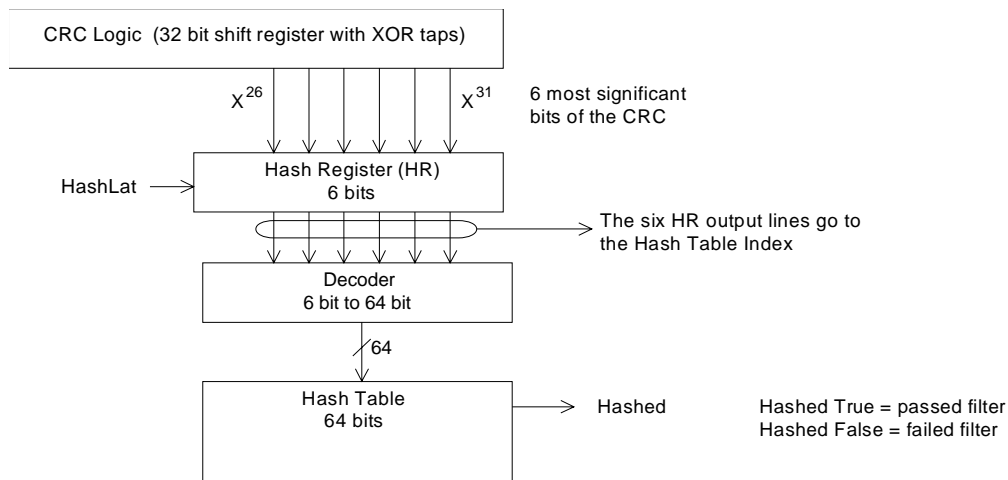 CRC Logic (32 bit shift register with XOR taps)
X26
X31
6 most significant
bits of the CRC
Hash Register (HR)
6 bits
HashLat
The six HR output lines go to
the Hash Table Index
Decoder
6 bit to 64 bit
64
Hash Table
64 bits
Hashed
Hashed True = passed filter
Hashed False = failed filter